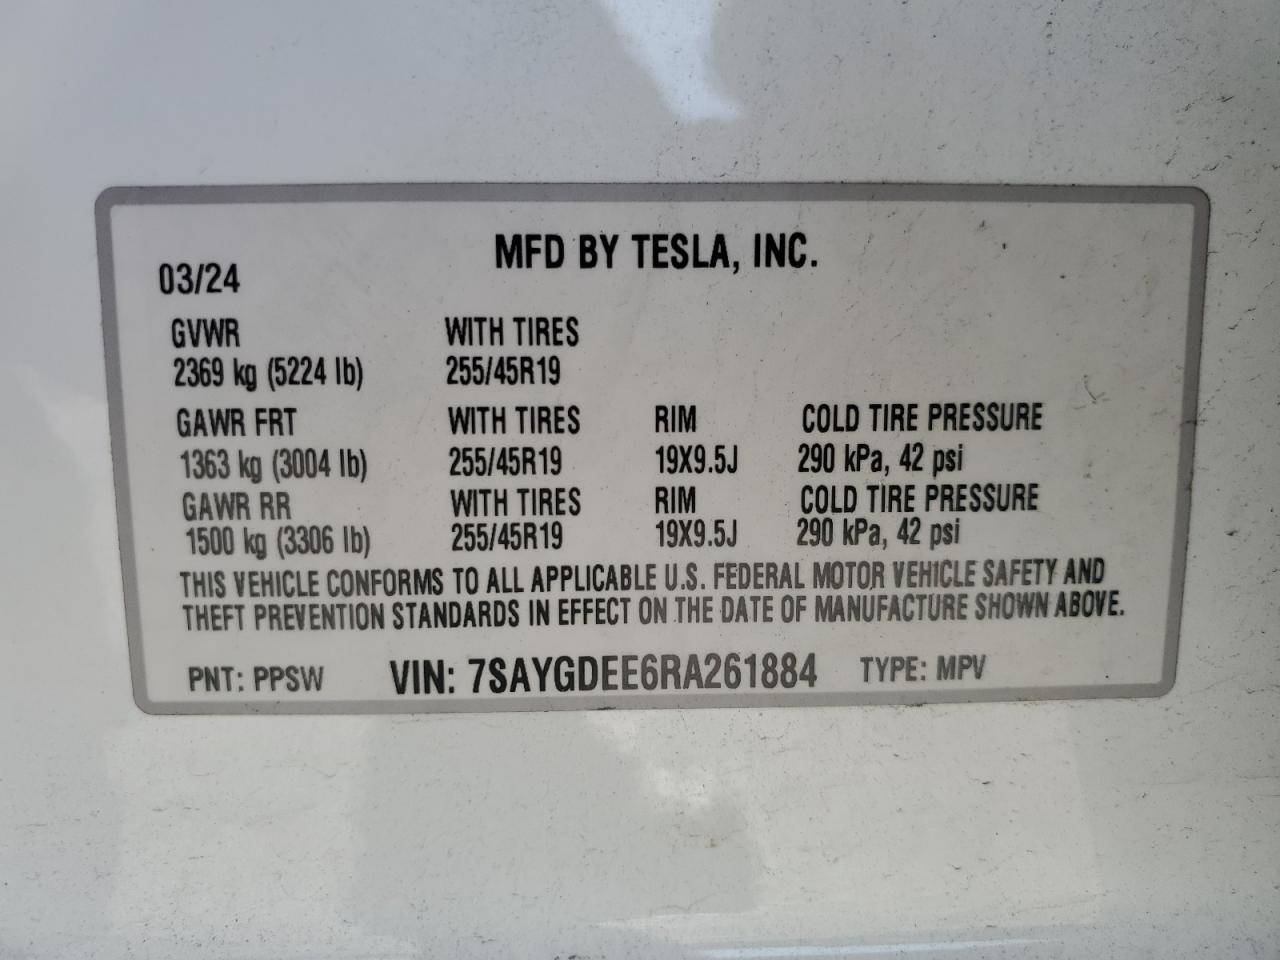 MFD BY TESLA, INC.
03/24
GVWR WITH TIRES
2369 kg (5224 lb) 255/45R19
GAWR FRT WITH TIRES RIM COLD TIRE PRESSURE
1363 kg (3004 lb) 255/45R19 19X9.5J 290 kPa, 42 psi
GAWR RR WITH TIRES RIM COLD TIRE PRESSURE
1500 kg (3306 lb) 255/45R19 19X9.5J 290 kPa, 42 psi
THIS VEHICLE CONFORMS TO ALL APPLICABLE U.S. FEDERAL MOTOR VEHICLE SAFETY AND
THEFT PREVENTION STANDARDS IN EFFECT ON THE DATE OF MANUFACTURE SHOWN ABOVE.
PNT: PPSW VIN: 7SAYGDEE6RA261884 TYPE: MPV